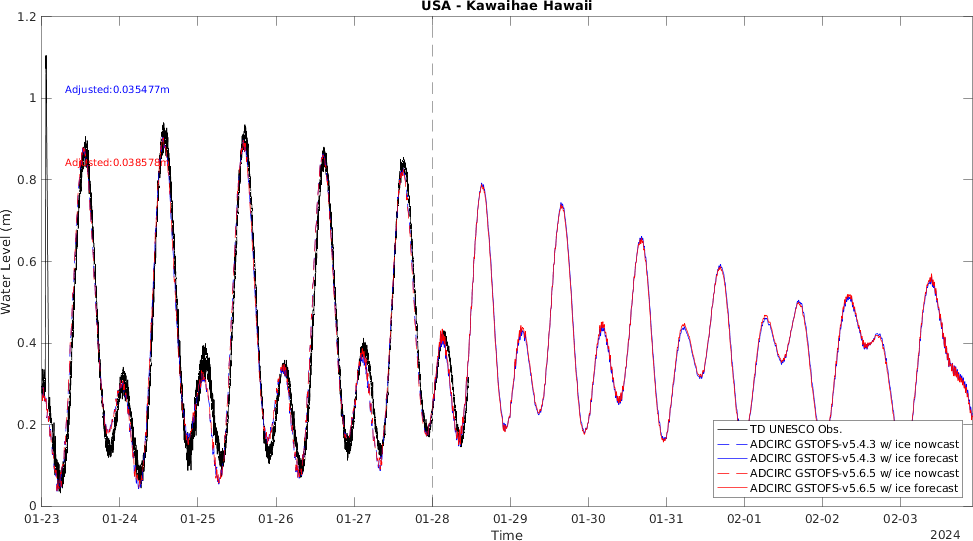 USA - Kawaihae Hawaii
1.2
1
0.8
0.6
0.4
0.2
0
Water Level (m)
Adjusted:0.035477m
Adjusted:0.038578m
TD UNESCO Obs.
ADCIRC GSTOFS-v5.4.3 w/ ice nowcast
ADCIRC GSTOFS-v5.4.3 w/ ice forecast
ADCIRC GSTOFS-v5.6.5 w/ ice nowcast
ADCIRC GSTOFS-v5.6.5 w/ ice forecast
01-23 01-24 01-25 01-26 01-27 01-28 01-29 01-30 01-31 02-01 02-02 02-03
Time
2024